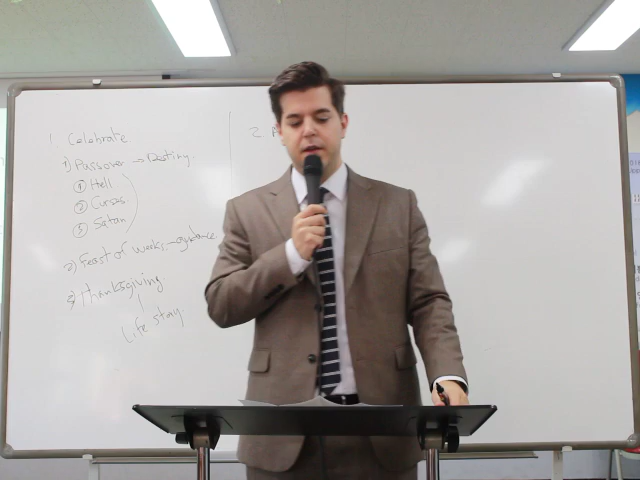 1. Celebrate
1) Passover → Destiny
① Hell
② Curses
③ Satan
2) Feast of Weeks → guidance
3) Thanksgiving
Life stay
2.